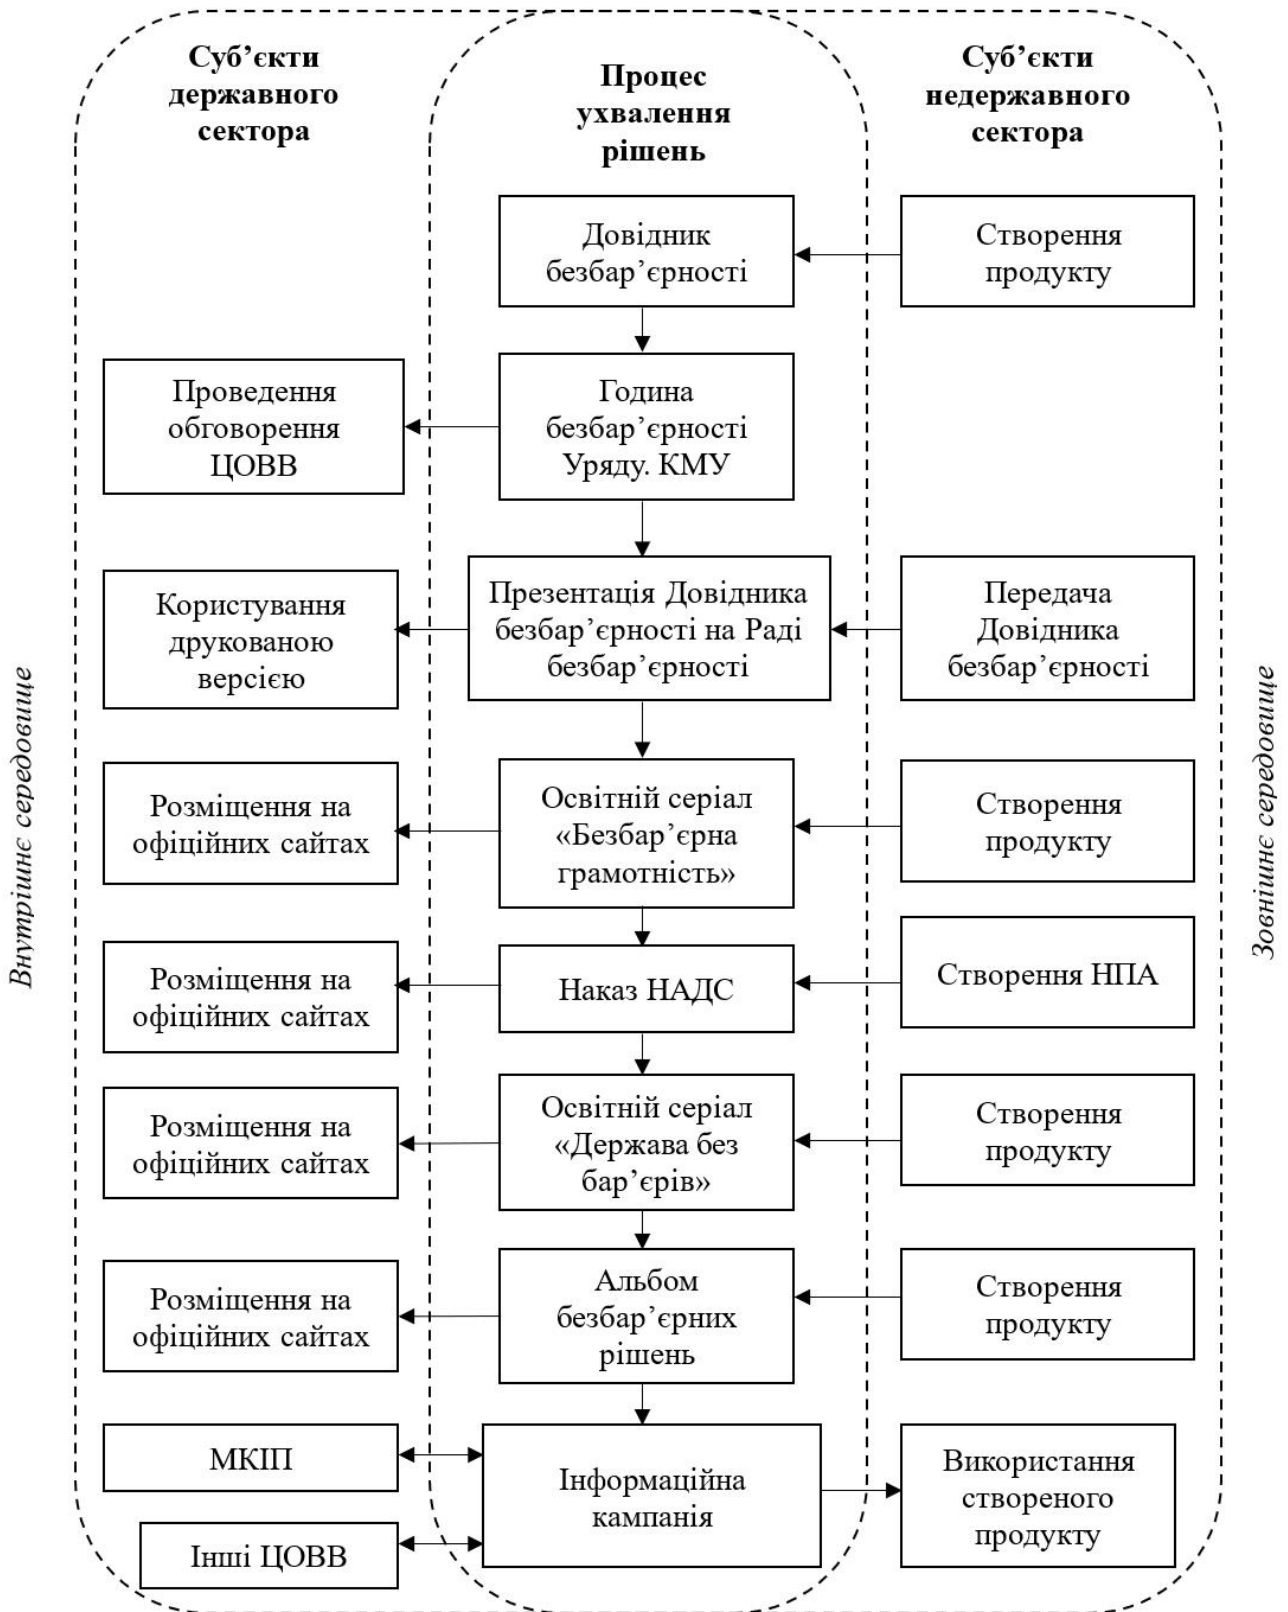 Суб’єкти
державного
сектора
Процес
ухвалення
рішень
Суб’єкти
недержавного
сектора
Довідник
безбар’єрності
Створення
продукту
Проведення
обговорення
ЦОВВ
Година
безбар’єрності
Уряду. КМУ
Користування
друкованою
версією
Презентація Довідника
безбар’єрності на Раді
безбар’єрності
Передача
Довідника
безбар’єрності
Внутрішнє середовище
Зовнішнє середовище
Розміщення на
офіційних сайтах
Освітній серіал
«Безбар’єрна
грамотність»
Створення
продукту
Розміщення на
офіційних сайтах
Наказ НАДС
Створення НПА
Розміщення на
офіційних сайтах
Освітній серіал
«Держава без
бар’єрів»
Створення
продукту
Розміщення на
офіційних сайтах
Альбом
безбар’єрних
рішень
Створення
продукту
МКІП
Інші ЦОВВ
Інформаційна
кампанія
Використання
створеного
продукту